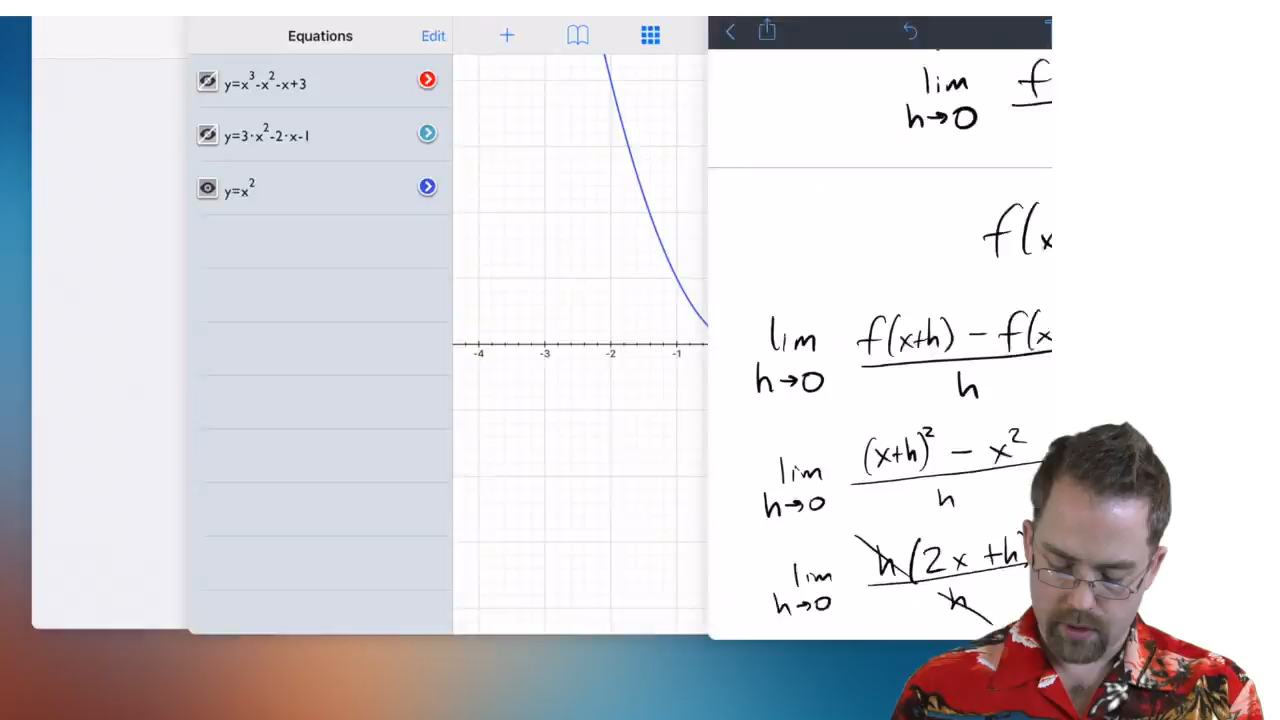 Equations Edit
y=x³-x²-x+3
y=3·x²-2·x-1
y=x²
-4 -3 -2 -1
lim f
h→0
f(x
lim f(x+h) - f(x
h→0 h
lim (x+h)² - x²
h→0 h
lim h(2x+h
h→0 h